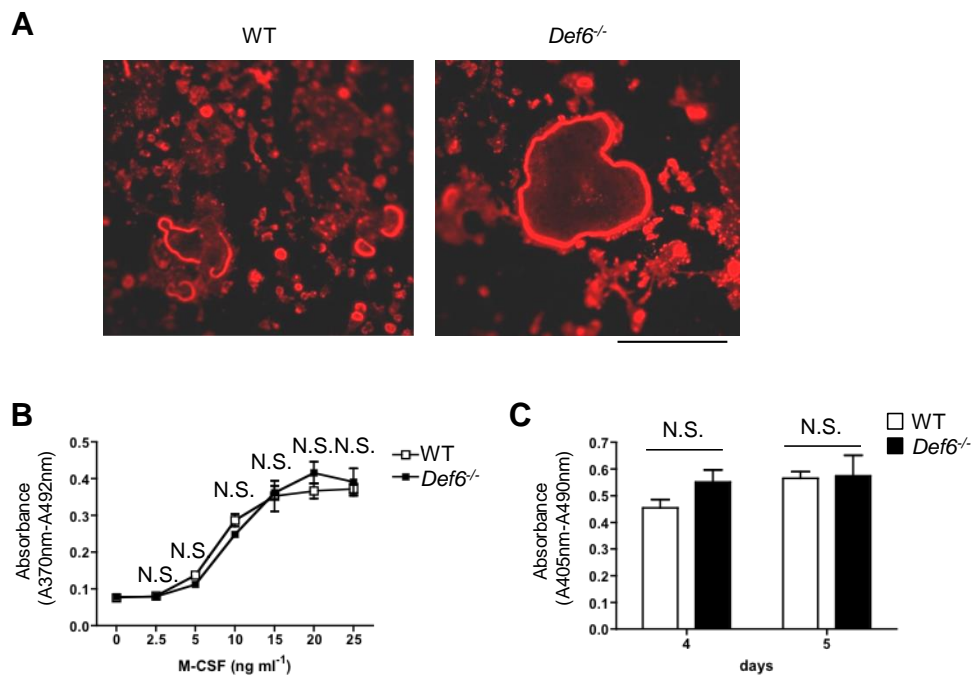 A
WT
Def6-/-
B
Absorbance
(A370nm-A492nm)
0.5
0.4
0.3
0.2
0.1
0.0
N.S.
N.S
N.S.
N.S.
N.S.
N.S.
WT
Def6-/-
0 2.5 5 10 15 20 25
M-CSF (ng ml-1)
C
Absorbance
(A405nm-A490nm)
0.7
0.6
0.5
0.4
0.3
0.2
0.1
0.0
N.S.
N.S.
WT
Def6-/-
4 5
days